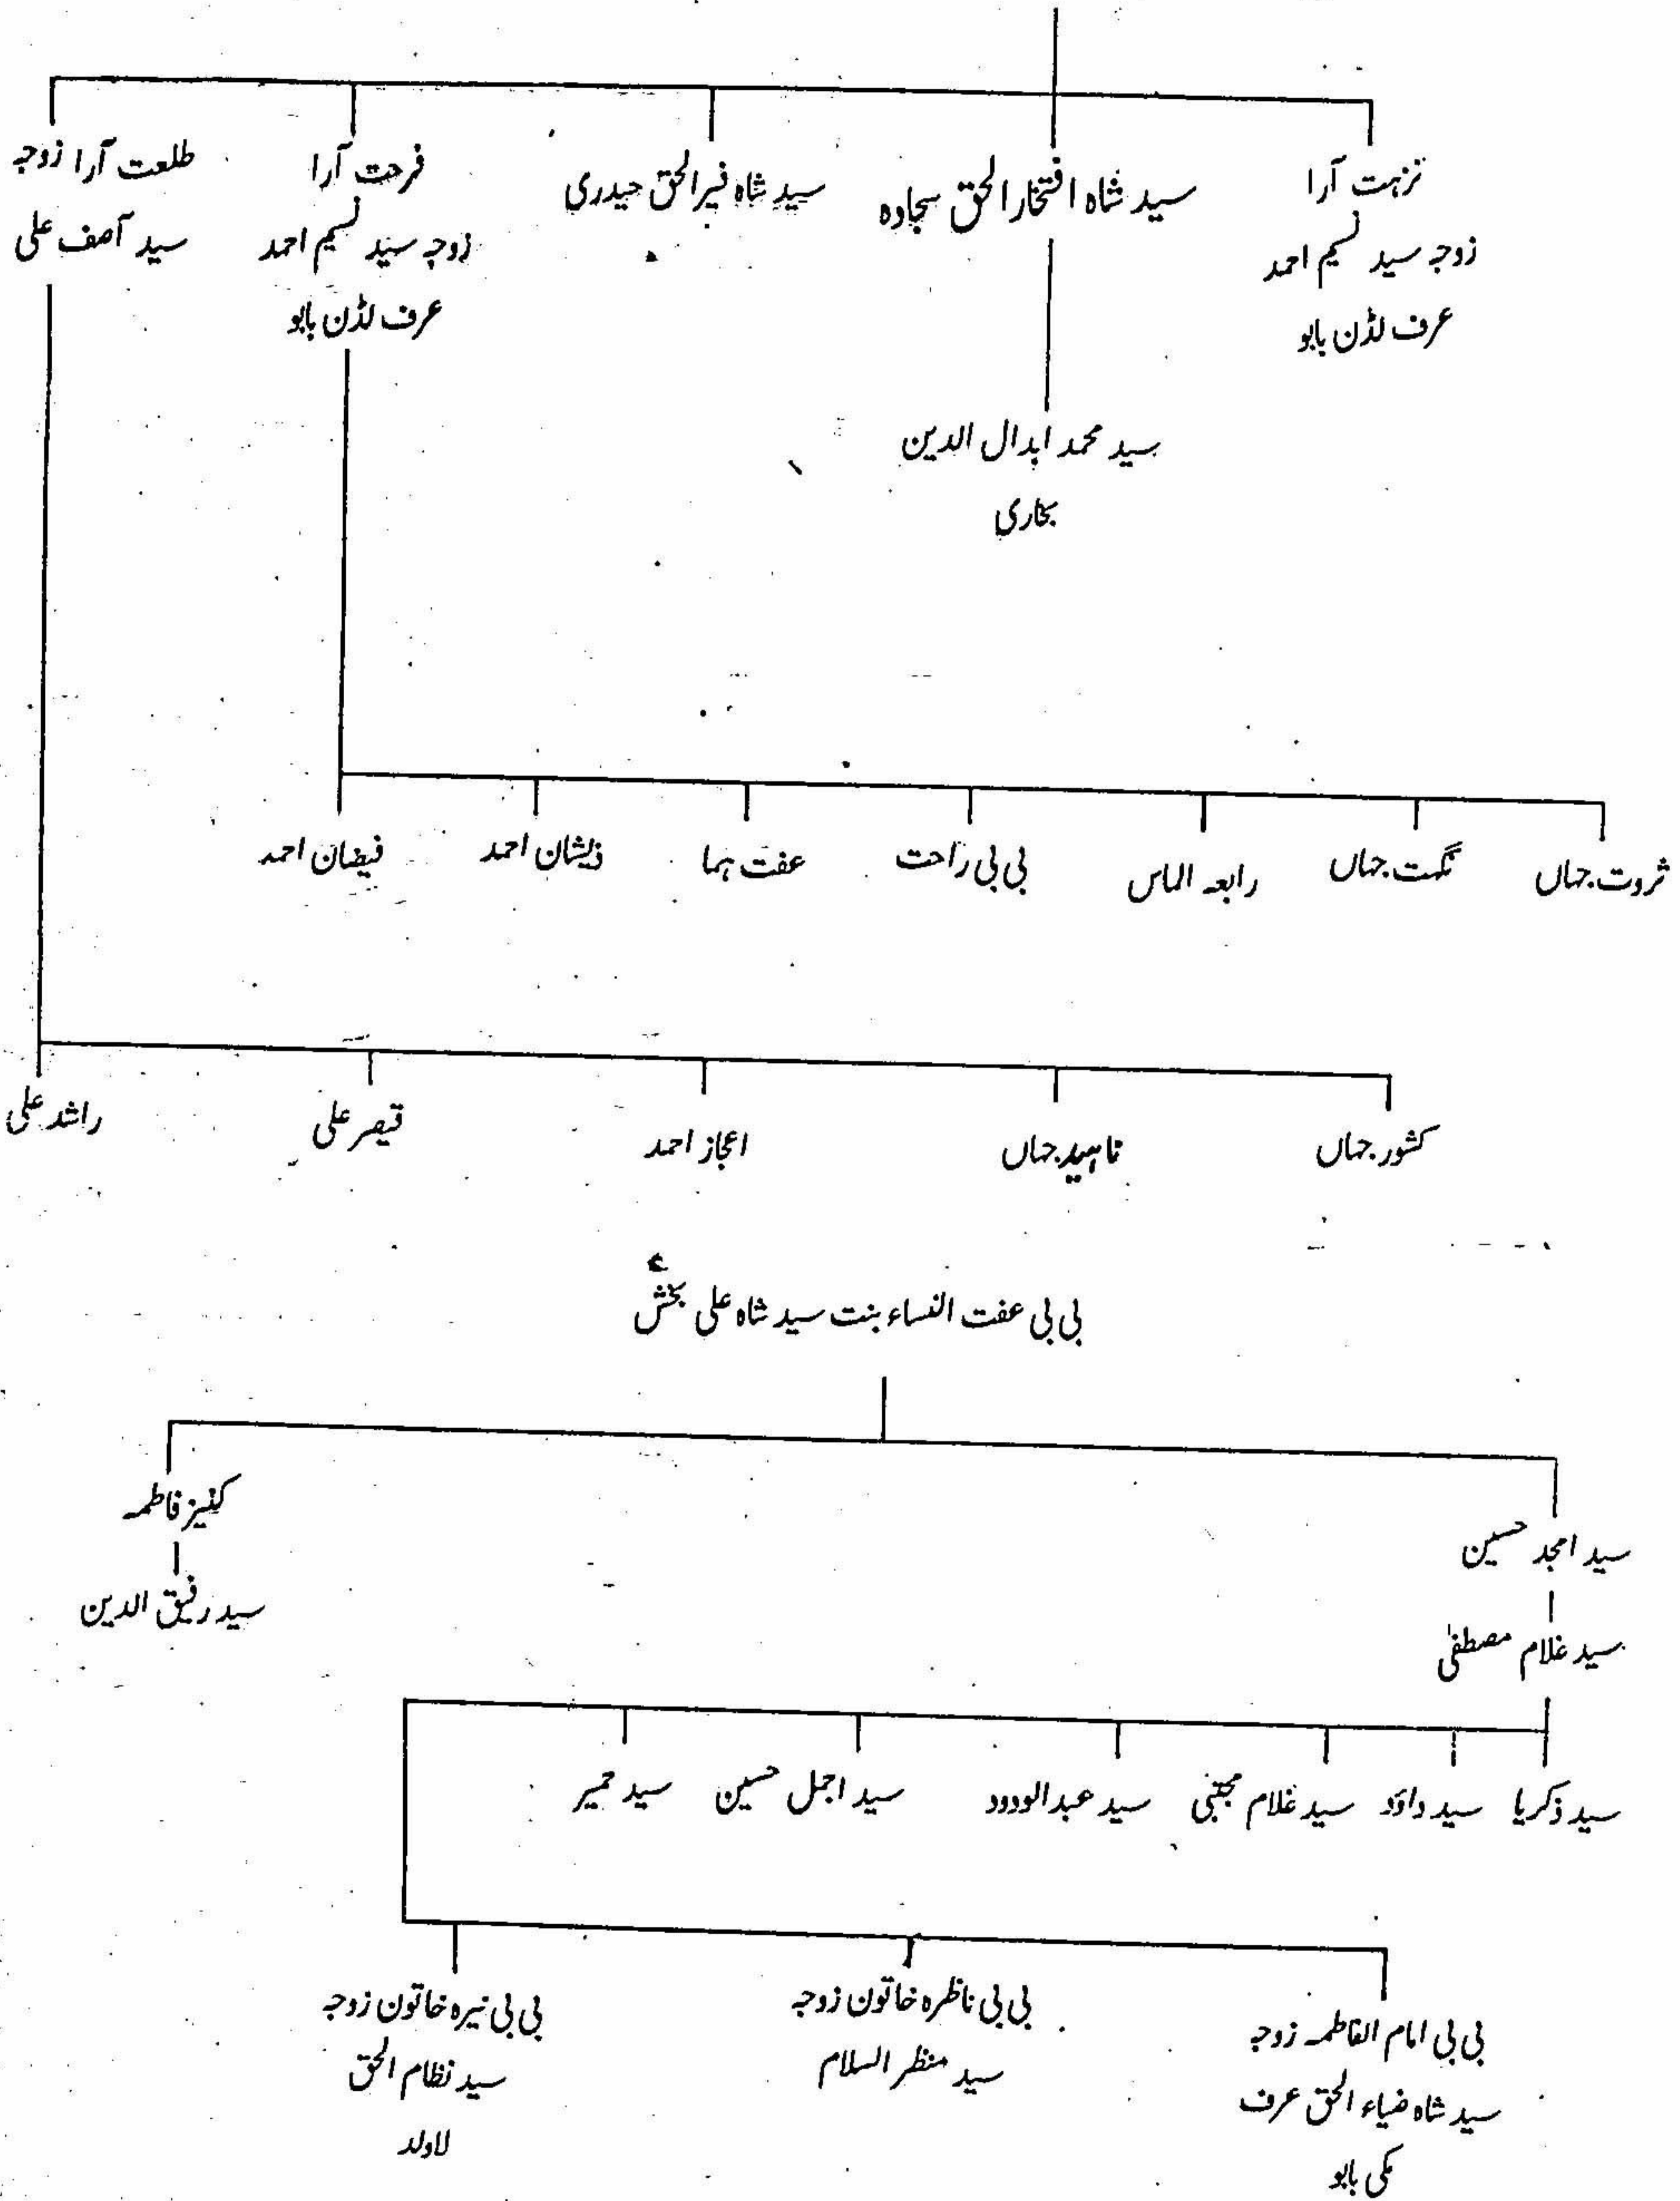 نزہت آرا
زوجہ سید نسیم احمد
عرف لڈن بابو
سید شاہ افتخار الحق سجادہ
سید شاہ فیر الحق حیدری
فرحت آرا
زوجہ سید نسیم احمد
عرف لڈن بابو
طلعت آرا زوجہ
سید آصف علی
سید محمد ابدال الدین
بخاری
ثروت جہاں
نگہت جہاں
رابعہ الماس
بی بی راحت
عفت ہما
ذیشان احمد
فیضان احمد
کشور جہاں
ناہید جہاں
اعجاز احمد
قیصر علی
راشد علی
بی بی عفت النساء بنت سید شاہ علی بخشؒ
سید امجد حسین
کنیز فاطمہ
سید غلام مصطفیٰ
سید رفیق الدین
سید زکریا
سید داؤد
سید غلام مجتبیٰ
سید عبدالودود
سید اجمل حسین
سید حمیر
بی بی امام الفاطمہ زوجہ
سید شاہ ضیاء الحق عرف
مکی بابو
بی بی ناظرہ خاتون زوجہ
سید منظر السلام
بی بی نیرہ خاتون زوجہ
سید نظام الحق
لاولد